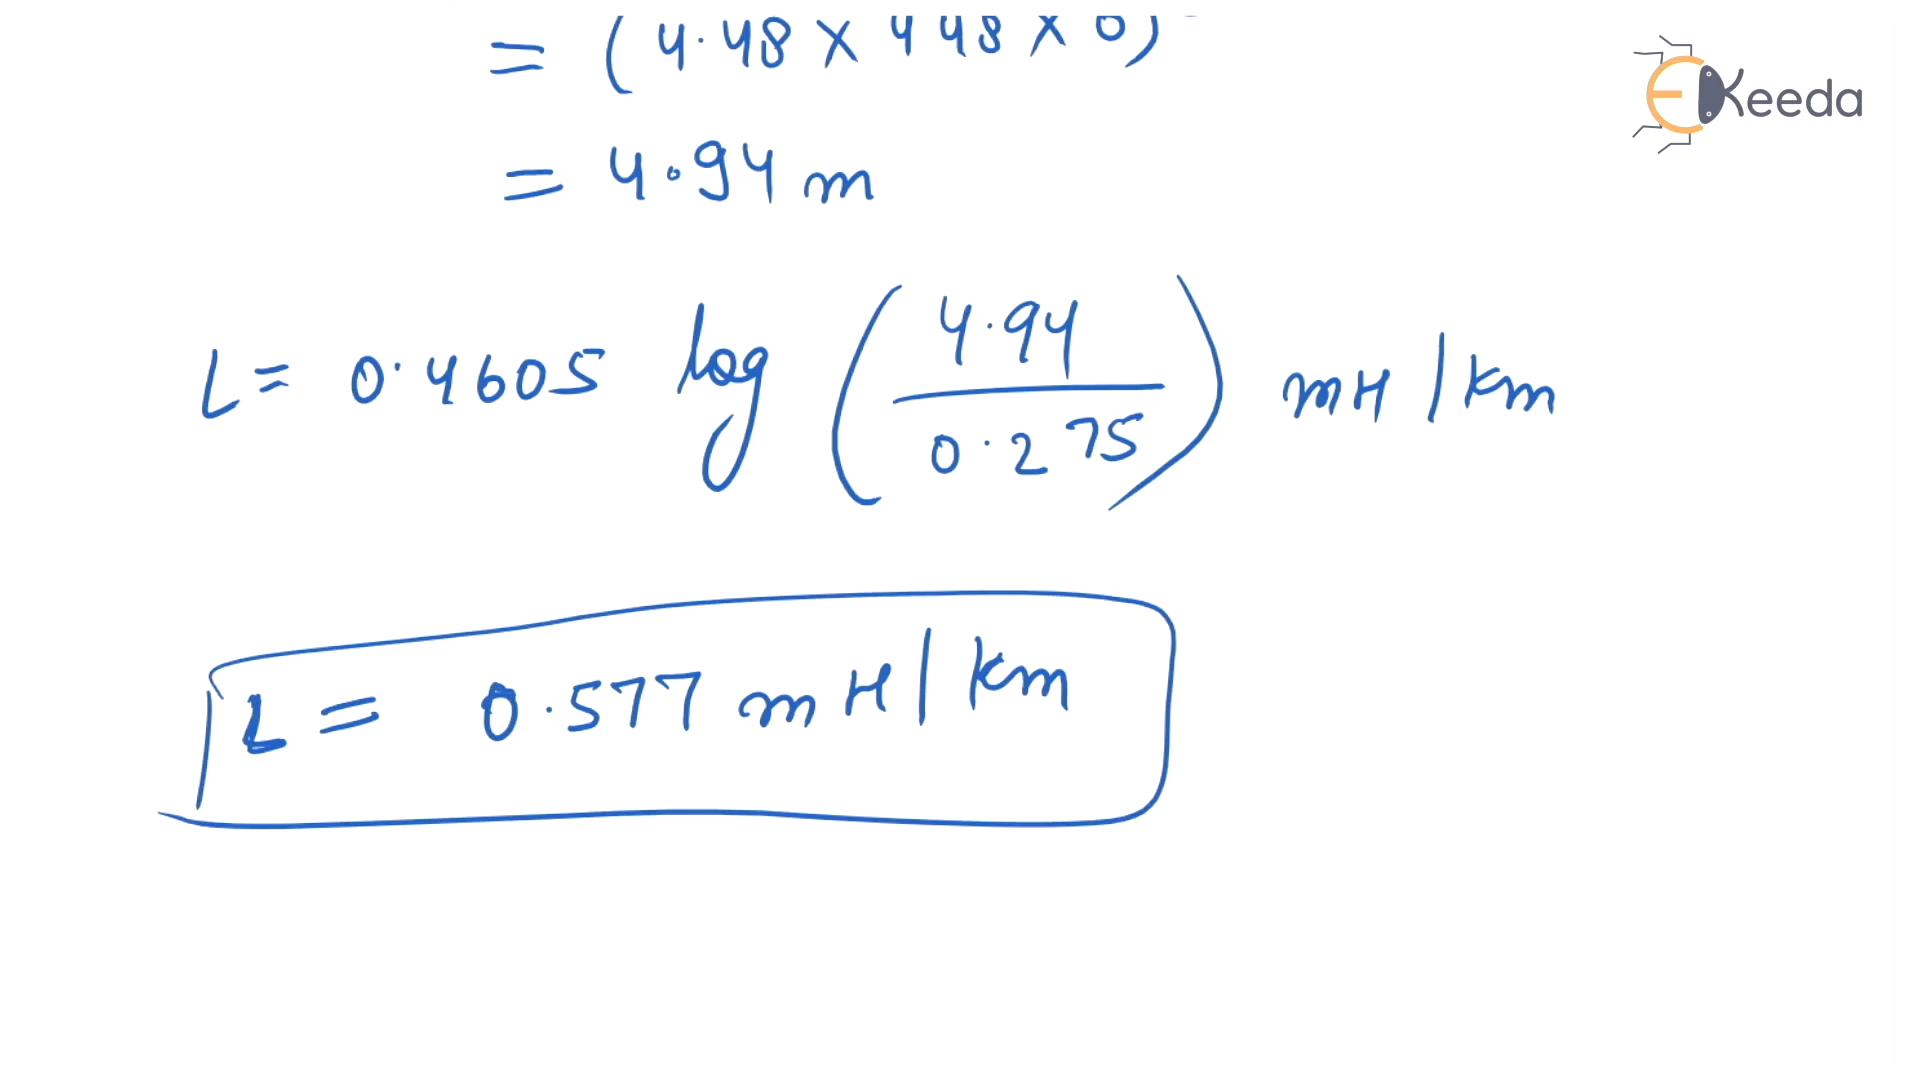 = (4.48 × 4 48 × 6)
EKeeda
= 4.94 m
L = 0.4605 log (4.94 / 0.275) mH/km
L = 0.577 mH/km